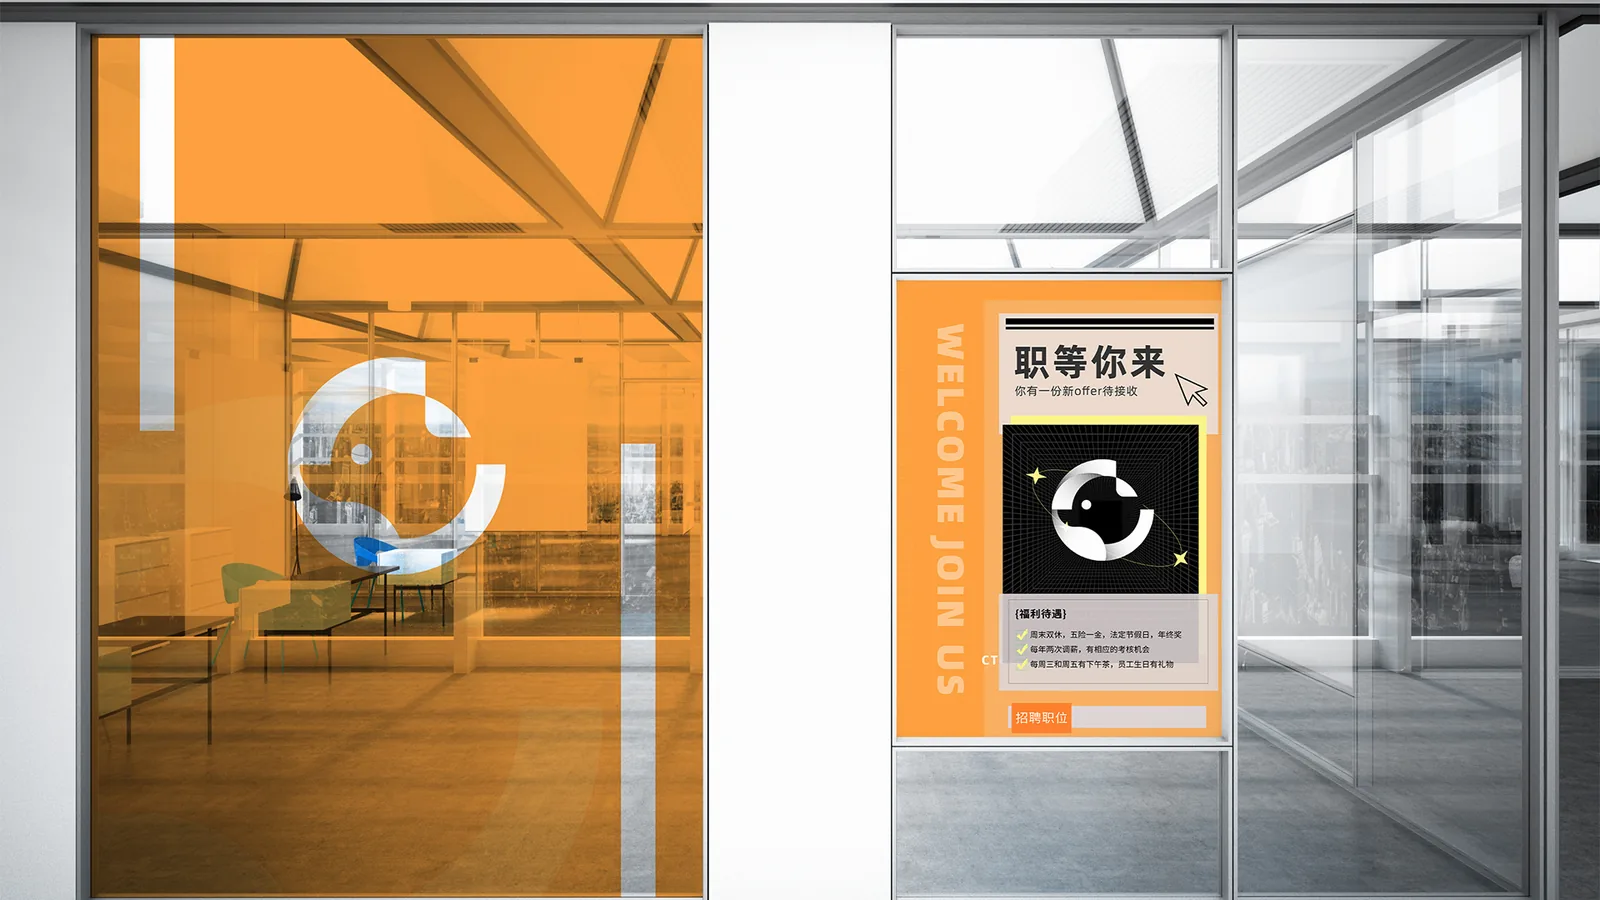 WELCOME JOIN US
职等你来
你有一份新offer待接收
{福利待遇}
周末双休，五险一金，法定节假日，年终奖
每年两次调薪，有相应的考核机会
每周三和周五有下午茶，员工生日有礼物
CT
招聘职位